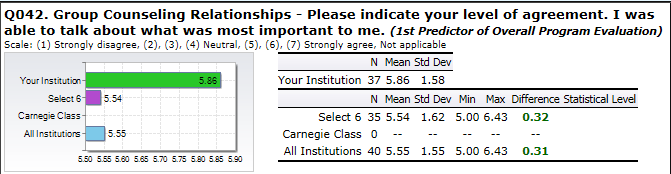 Q042. Group Counseling Relationships - Please indicate your level of agreement. I was
able to talk about what was most important to me. (1st Predictor of Overall Program Evaluation)
Scale: (1) Strongly disagree, (2), (3), (4) Neutral, (5), (6), (7) Strongly agree, Not applicable
Your Institution 5.86
Select 6 5.54
Carnegie Class
All Institutions 5.55
5.50 5.55 5.60 5.65 5.70 5.75 5.80 5.85 5.90
N Mean Std Dev
Your Institution 37 5.86 1.58
N Mean Std Dev Min Max Difference Statistical Level
Select 6 35 5.54 1.62 5.00 6.43 0.32
Carnegie Class 0 -- -- -- -- --
All Institutions 40 5.55 1.55 5.00 6.43 0.31